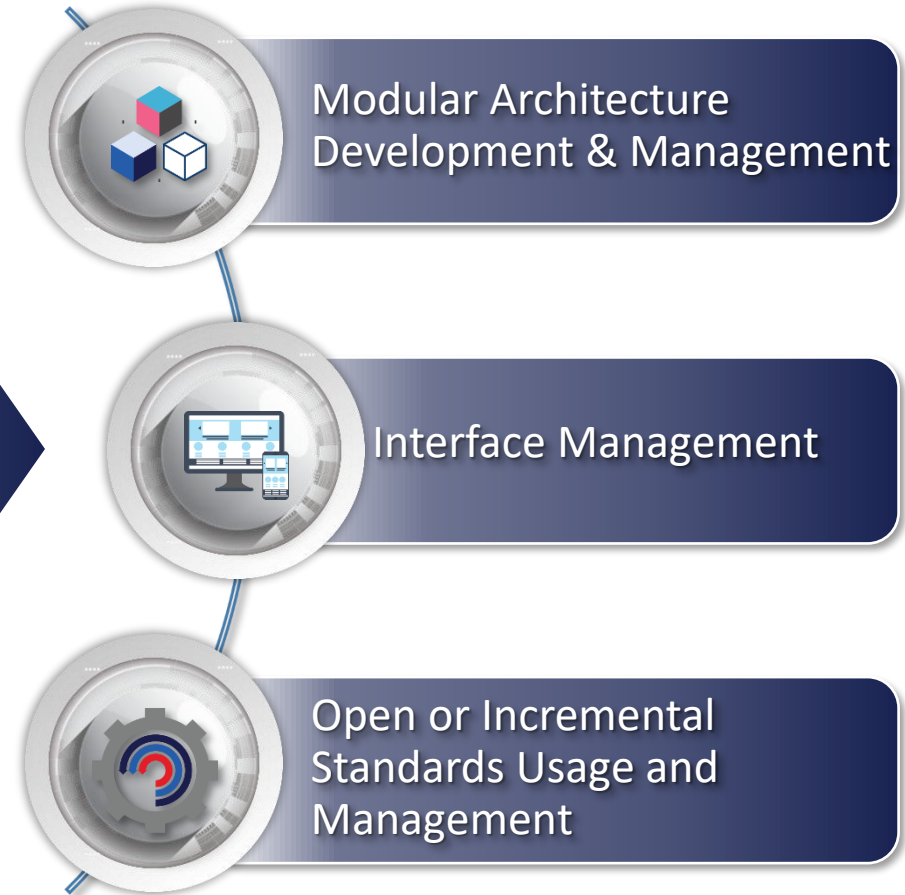 Modular Architecture
Development & Management
Interface Management
Open or Incremental
Standards Usage and
Management